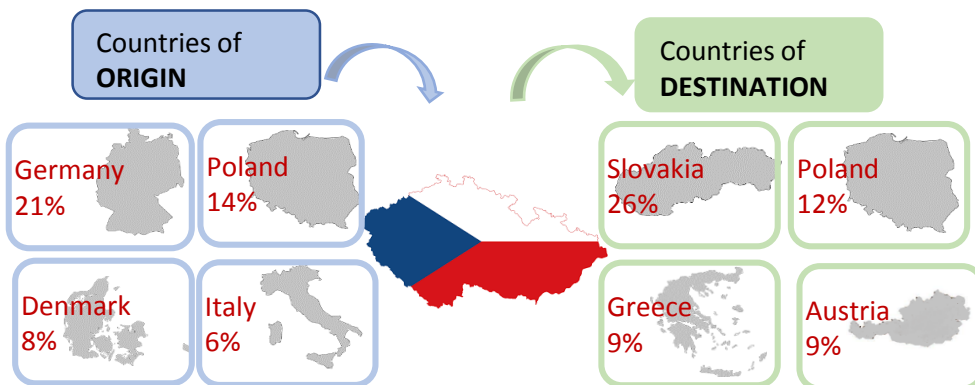 Countries of
ORIGIN
Countries of
DESTINATION
Germany
21%
Poland
14%
Slovakia
26%
Poland
12%
Denmark
8%
Italy
6%
Greece
9%
Austria
9%